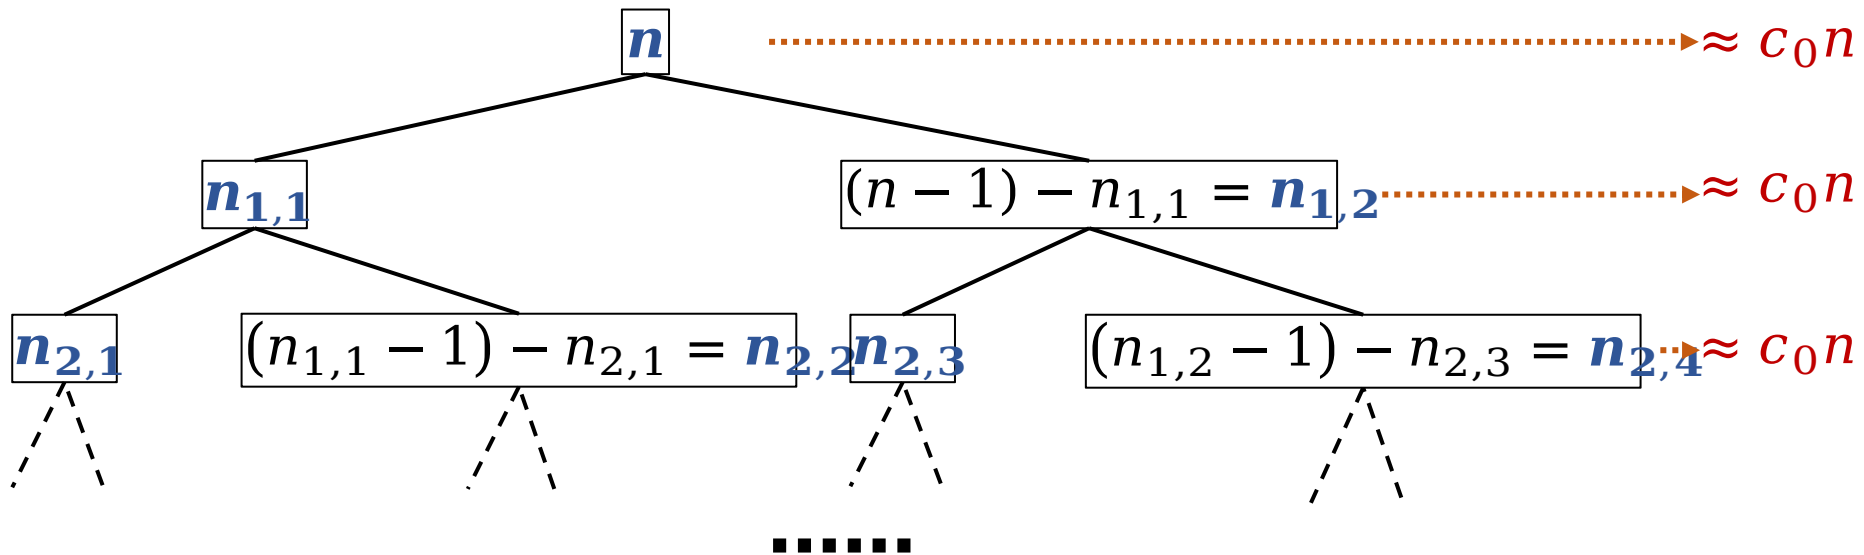 n ≈ c₀n
n₁,₁ (n − 1) − n₁,₁ = n₁,₂ ≈ c₀n
n₂,₁ (n₁,₁ − 1) − n₂,₁ = n₂,₂ n₂,₃ (n₁,₂ − 1) − n₂,₃ = n₂,₄ ≈ c₀n
……